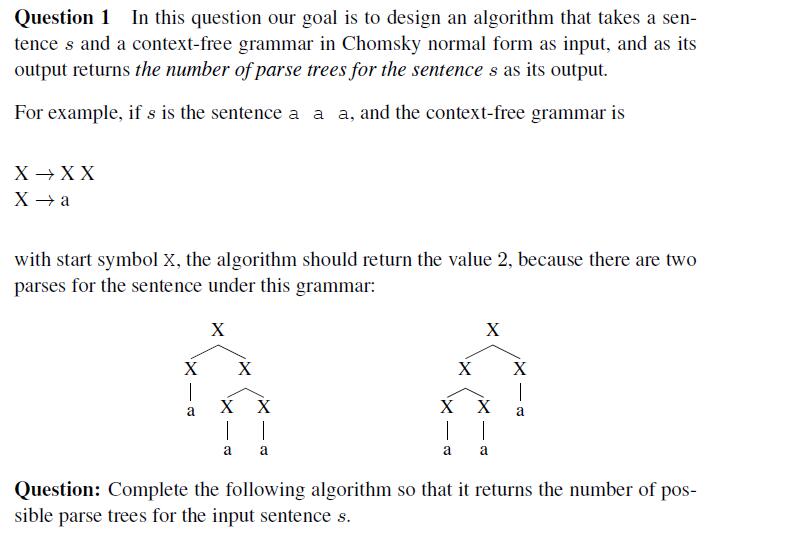 Question 1 In this question our goal is to design an algorithm that takes a sen-
tence s and a context-free grammar in Chomsky normal form as input, and as its
output returns the number of parse trees for the sentence s as its output.
For example, if s is the sentence a a a, and the context-free grammar is
X → X X
X → a
with start symbol X, the algorithm should return the value 2, because there are two
parses for the sentence under this grammar:
X X
X X X X
a X X X X a
a a a a
Question: Complete the following algorithm so that it returns the number of pos-
sible parse trees for the input sentence s.